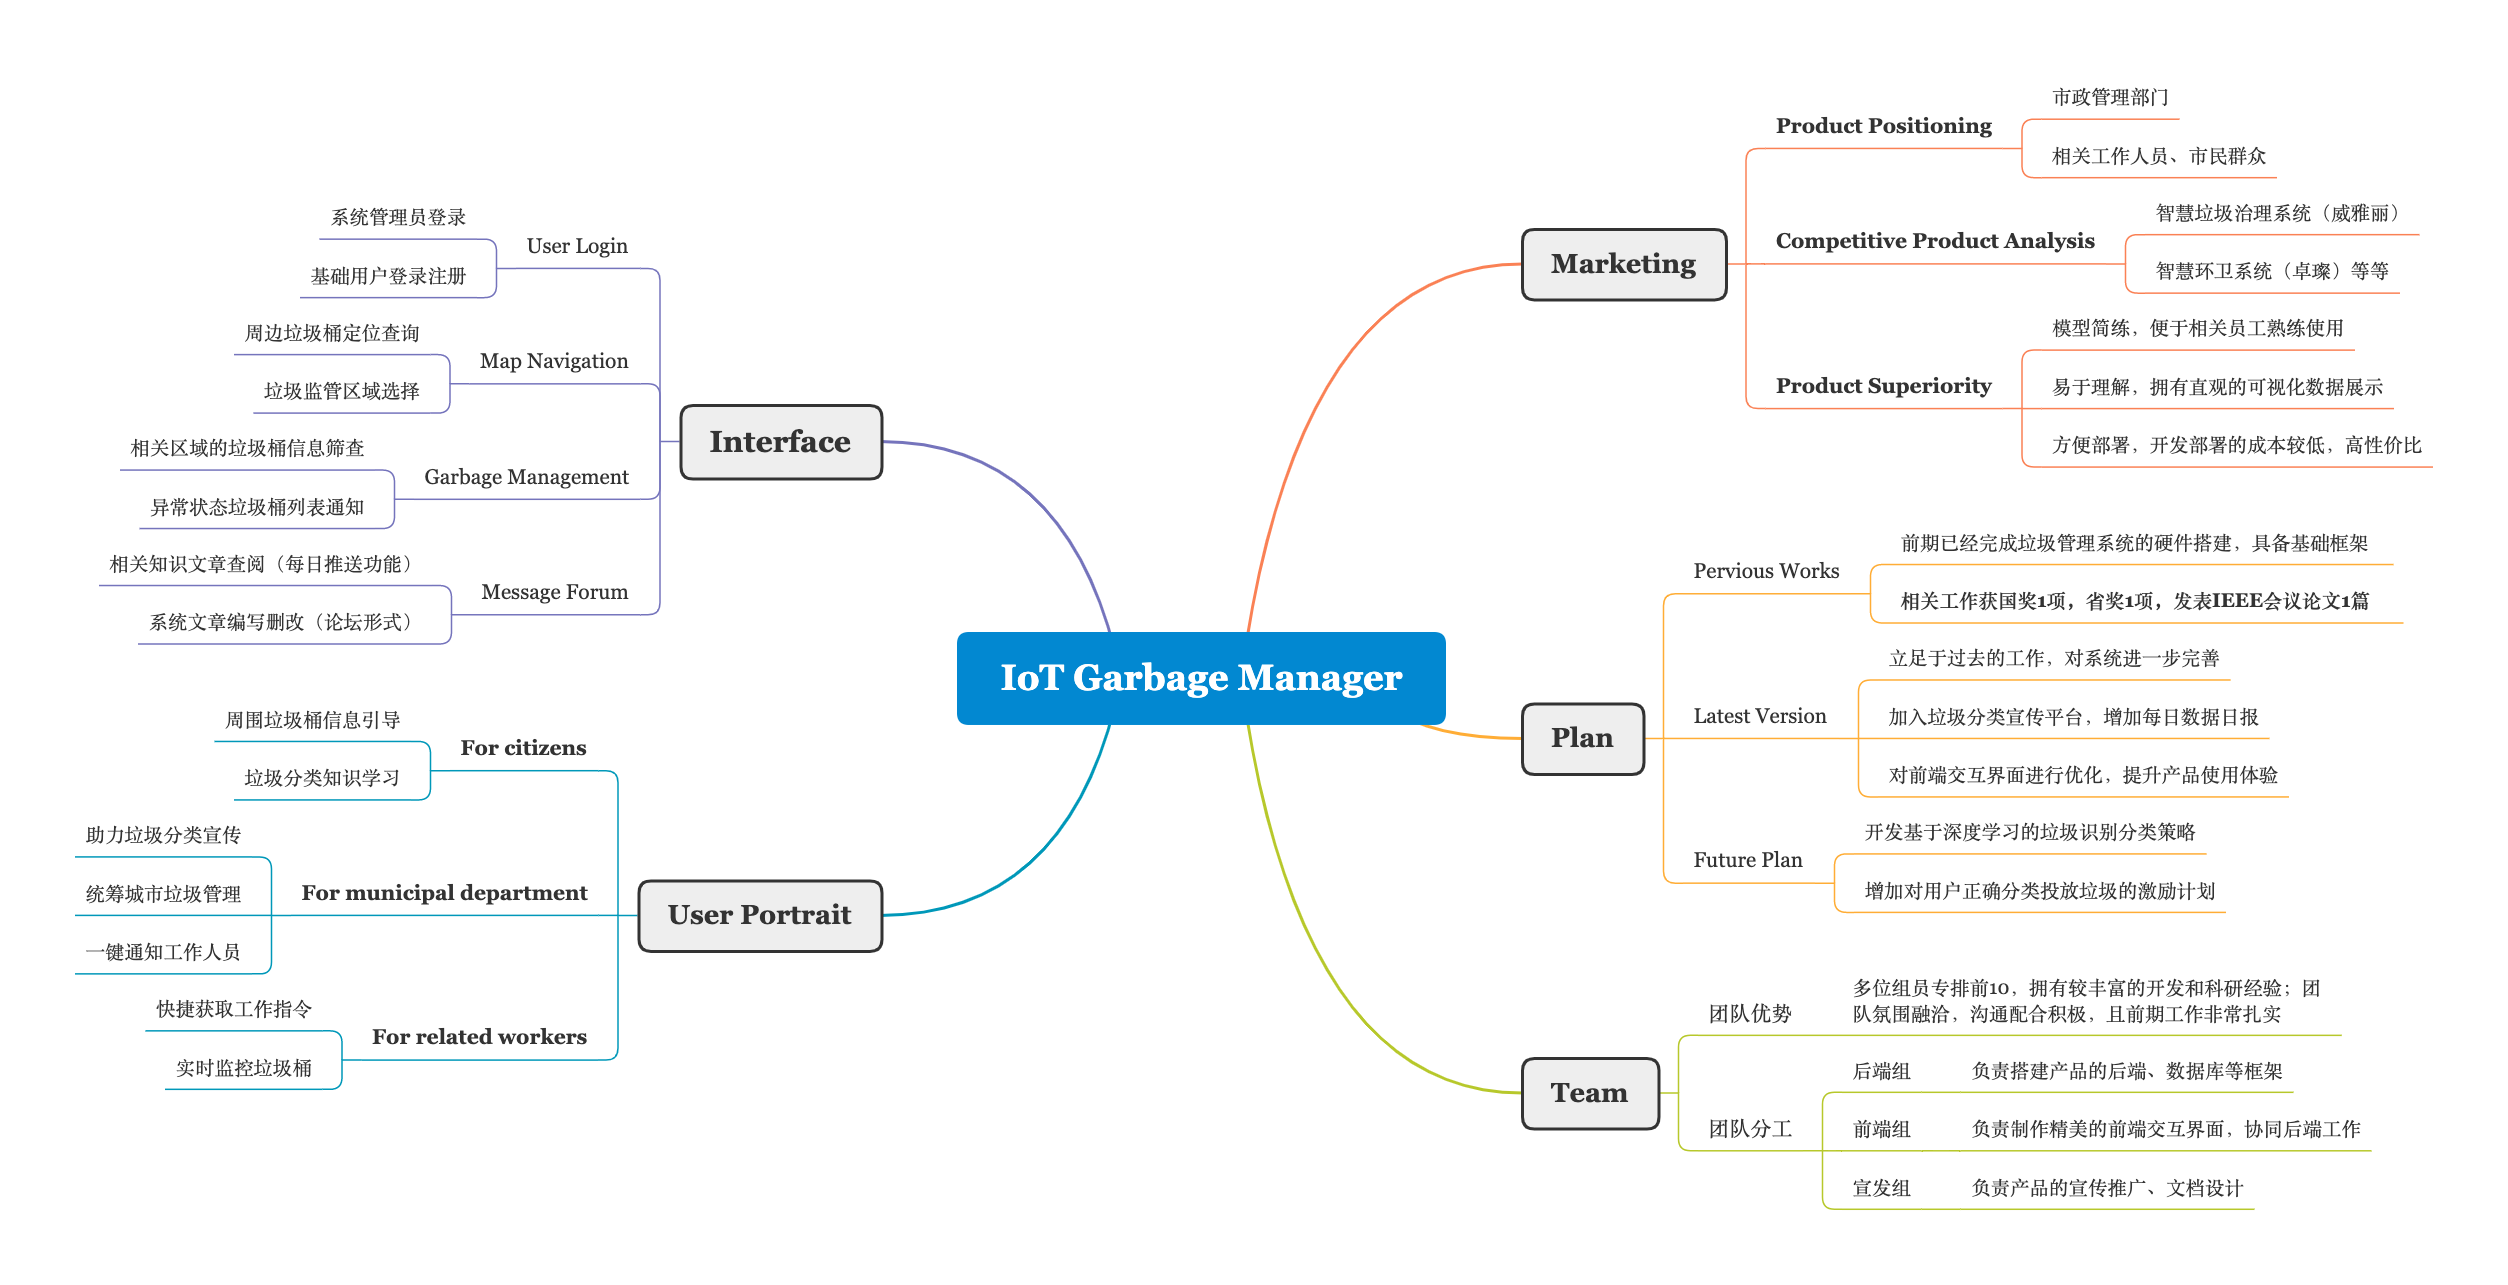 IoT Garbage Manager
Marketing
Product Positioning
市政管理部门
相关工作人员、市民群众
Competitive Product Analysis
智慧垃圾治理系统（威雅丽）
智慧环卫系统（卓璨）等等
Product Superiority
模型简练，便于相关员工熟练使用
易于理解，拥有直观的可视化数据展示
方便部署，开发部署的成本较低，高性价比
Plan
Pervious Works
前期已经完成垃圾管理系统的硬件搭建，具备基础框架
相关工作获国奖1项，省奖1项，发表IEEE会议论文1篇
Latest Version
立足于过去的工作，对系统进一步完善
加入垃圾分类宣传平台，增加每日数据日报
对前端交互界面进行优化，提升产品使用体验
Future Plan
开发基于深度学习的垃圾识别分类策略
增加对用户正确分类投放垃圾的激励计划
Team
团队优势
多位组员专排前10，拥有较丰富的开发和科研经验；团
队氛围融洽，沟通配合积极，且前期工作非常扎实
团队分工
后端组
负责搭建产品的后端、数据库等框架
前端组
负责制作精美的前端交互界面，协同后端工作
宣发组
负责产品的宣传推广、文档设计
Interface
User Login
系统管理员登录
基础用户登录注册
Map Navigation
周边垃圾桶定位查询
垃圾监管区域选择
Garbage Management
相关区域的垃圾桶信息筛查
异常状态垃圾桶列表通知
Message Forum
相关知识文章查阅（每日推送功能）
系统文章编写删改（论坛形式）
User Portrait
For citizens
周围垃圾桶信息引导
垃圾分类知识学习
For municipal department
助力垃圾分类宣传
统筹城市垃圾管理
一键通知工作人员
For related workers
快捷获取工作指令
实时监控垃圾桶